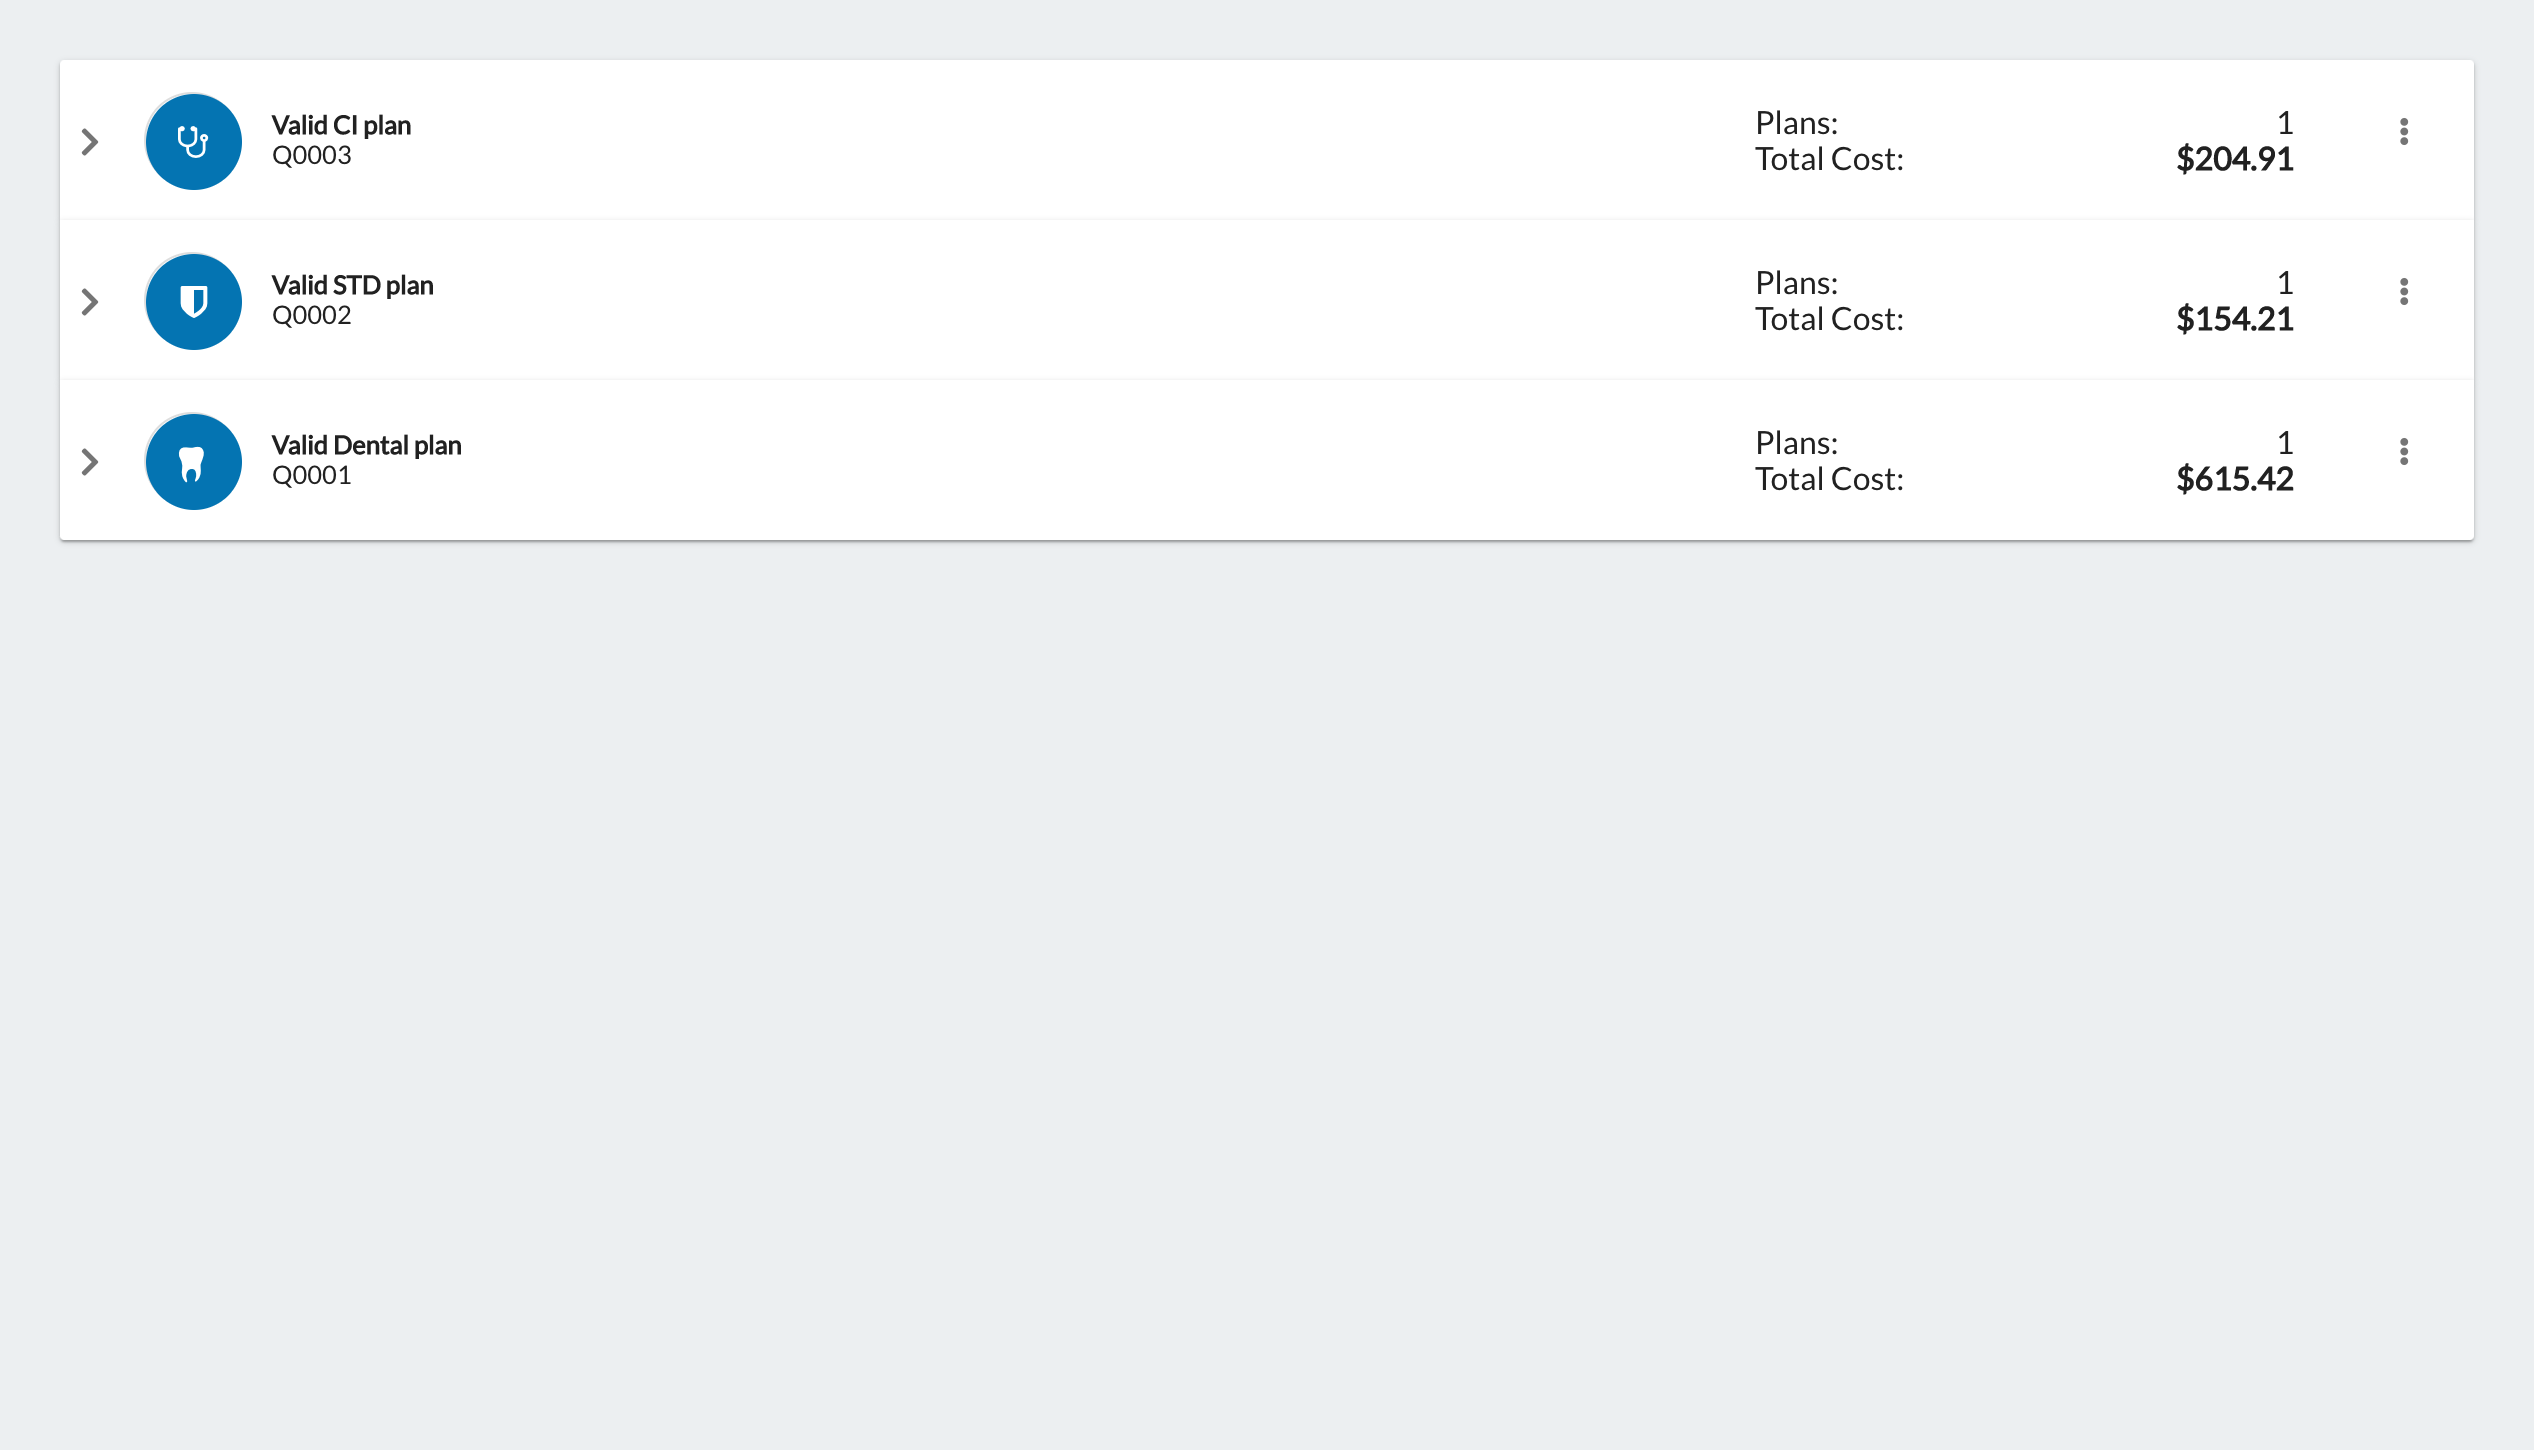 Valid CI plan
Q0003
Plans: 1
Total Cost: $204.91
Valid STD plan
Q0002
Plans: 1
Total Cost: $154.21
Valid Dental plan
Q0001
Plans: 1
Total Cost: $615.42